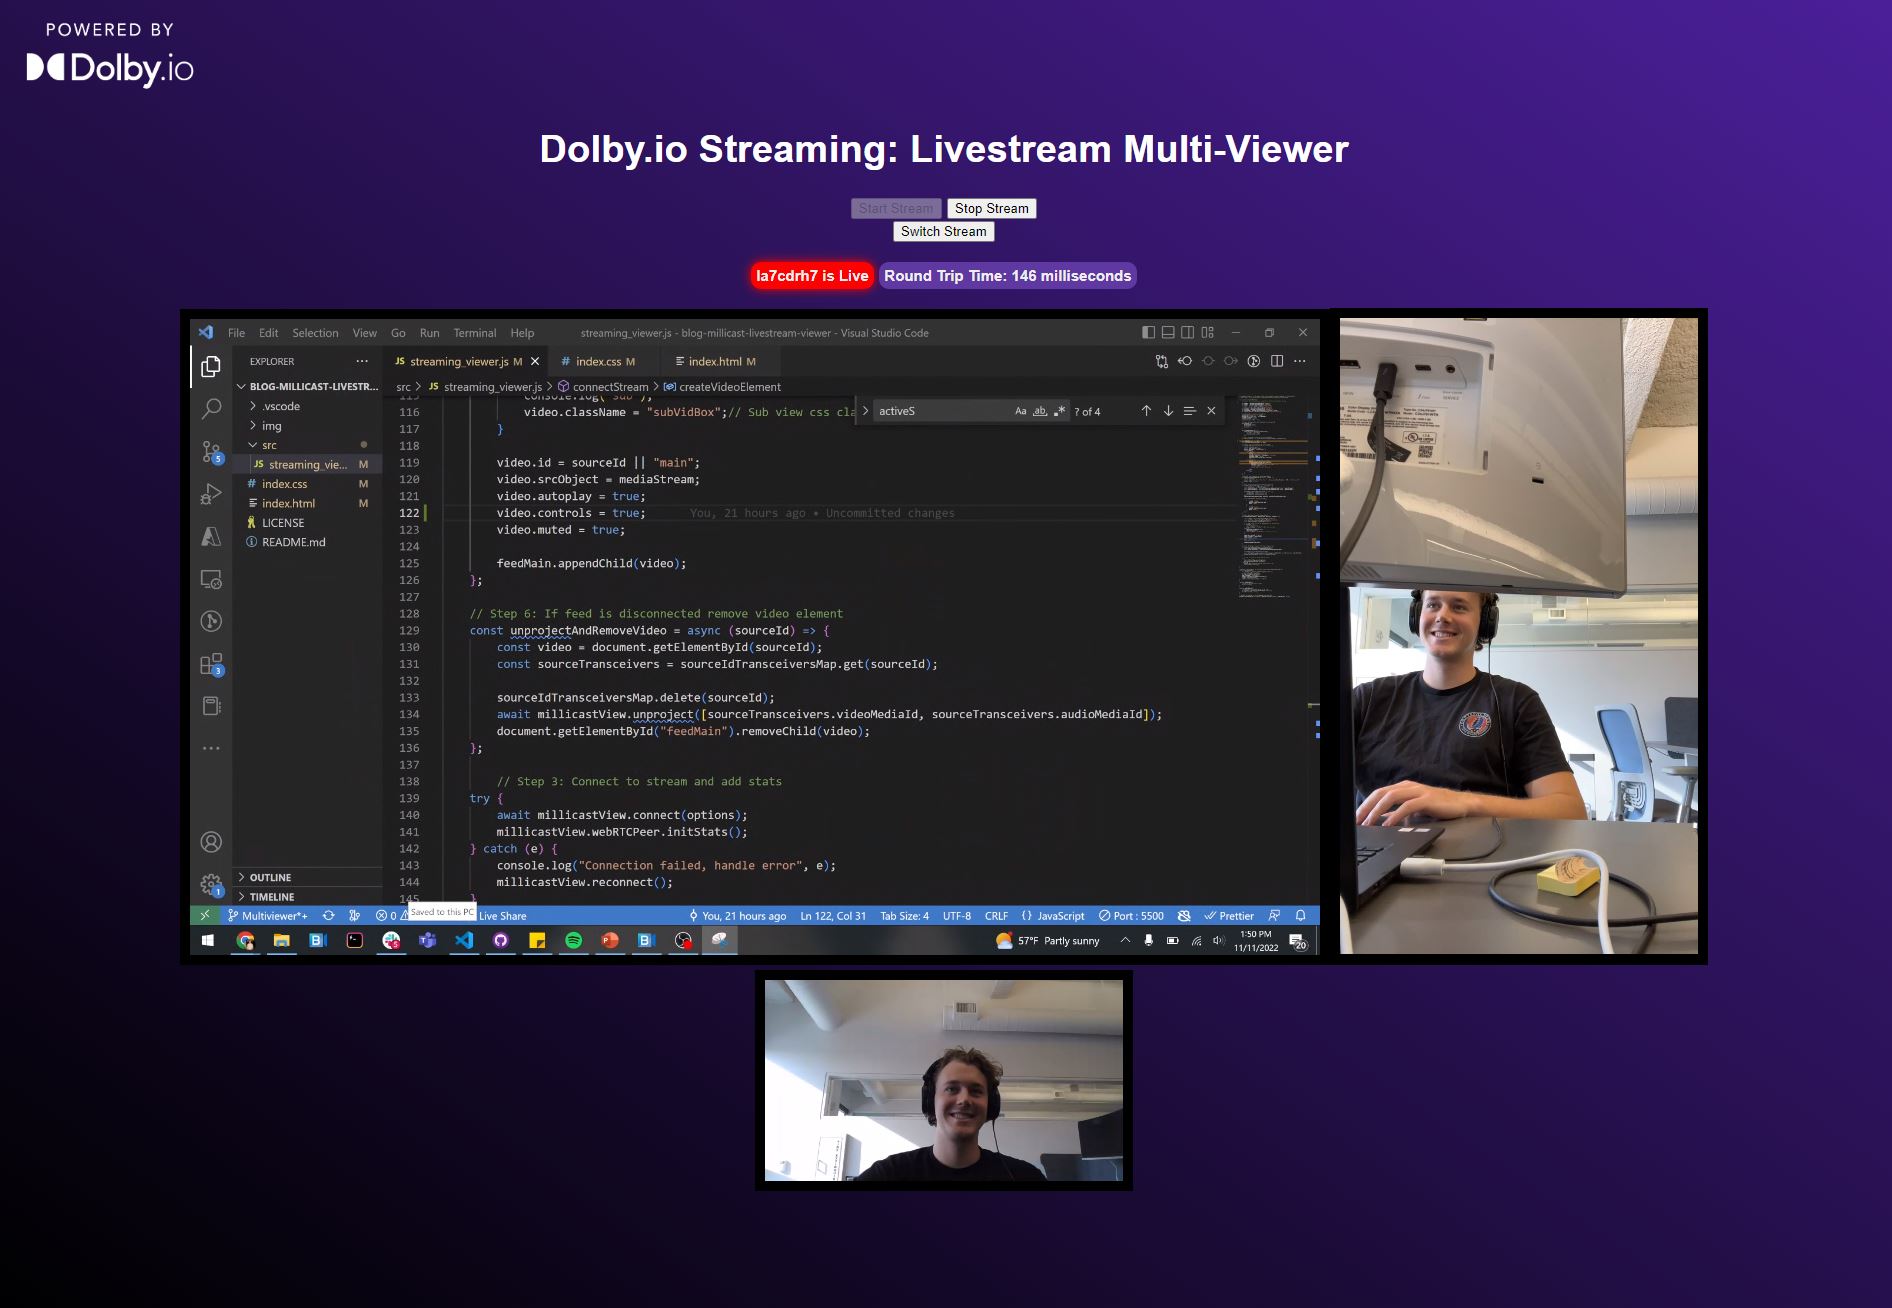 POWERED BY
Dolby.io
Dolby.io Streaming: Livestream Multi-Viewer
Start Stream Stop Stream
Switch Stream
la7cdrh7 is Live Round Trip Time: 146 milliseconds
File Edit Selection View Go Run Terminal Help streaming_viewer.js - blog-millicast-livestream-viewer - Visual Studio Code
EXPLORER ... JS streaming_viewer.js M # index.css M index.html M
BLOG-MILLICAST-LIVESTR... src > JS streaming_viewer.js > connectStream > createVideoElement
.vscode
img
src
JS streaming_vie... M
# index.css M
index.html M
LICENSE
README.md
activeS Aa ab, .* ? of 4
115 console.log("sub");
116 video.className = "subVidBox";// Sub view css cla
117 }
118
119 video.id = sourceId || "main";
120 video.srcObject = mediaStream;
121 video.autoplay = true;
122 video.controls = true; You, 21 hours ago • Uncommitted changes
123 video.muted = true;
124
125 feedMain.appendChild(video);
126 };
127
128 // Step 6: If feed is disconnected remove video element
129 const unprojectAndRemoveVideo = async (sourceId) => {
130 const video = document.getElementById(sourceId);
131 const sourceTransceivers = sourceIdTransceiversMap.get(sourceId);
132
133 sourceIdTransceiversMap.delete(sourceId);
134 await millicastView.unproject([sourceTransceivers.videoMediaId, sourceTransceivers.audioMediaId]);
135 document.getElementById("feedMain").removeChild(video);
136 };
137
138 // Step 3: Connect to stream and add stats
139 try {
140 await millicastView.connect(options);
141 millicastView.webRTCPeer.initStats();
142 } catch (e) {
143 console.log("Connection failed, handle error", e);
144 millicastView.reconnect();
145 }
5
3
1
OUTLINE
TIMELINE
Saved to this PC
Multiviewer*+ 0 Live Share You, 21 hours ago Ln 122, Col 31 Tab Size: 4 UTF-8 CRLF {} JavaScript Port : 5500 Prettier
57°F Partly sunny 1:50 PM
11/11/2022 20